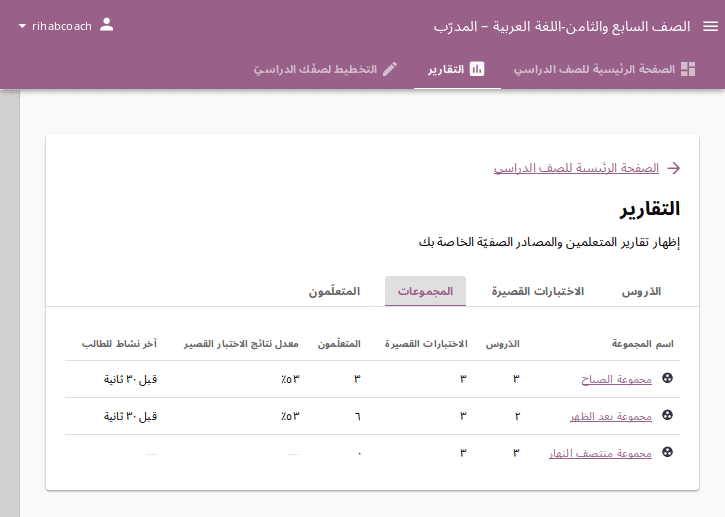 الصف السابع والثامن-اللغة العربية – المدرّب
rihabcoach
الصفحة الرئيسية للصف الدراسي
التقارير
التخطيط لصفّك الدراسيّ
الصفحة الرئيسية للصف الدراسي
التقارير
إظهار تقارير المتعلمين والمصادر الصفيّة الخاصة بك
الدّروس الاختبارات القصيرة المجموعات المتعلّمون
اسم المجموعة الدّروس الاختبارات القصيرة المتعلّمون معدل نتائج الاختبار القصير آخر نشاط للطالب
مجموعة الصباح ٣ ٣ ٣ ٥٣٪ قبل ٣٠ ثانية
مجموعة بعد الظهر ٢ ٣ ٦ ٥٣٪ قبل ٣٠ ثانية
مجموعة منتصف النهار ٣ ٣ ٠ — —